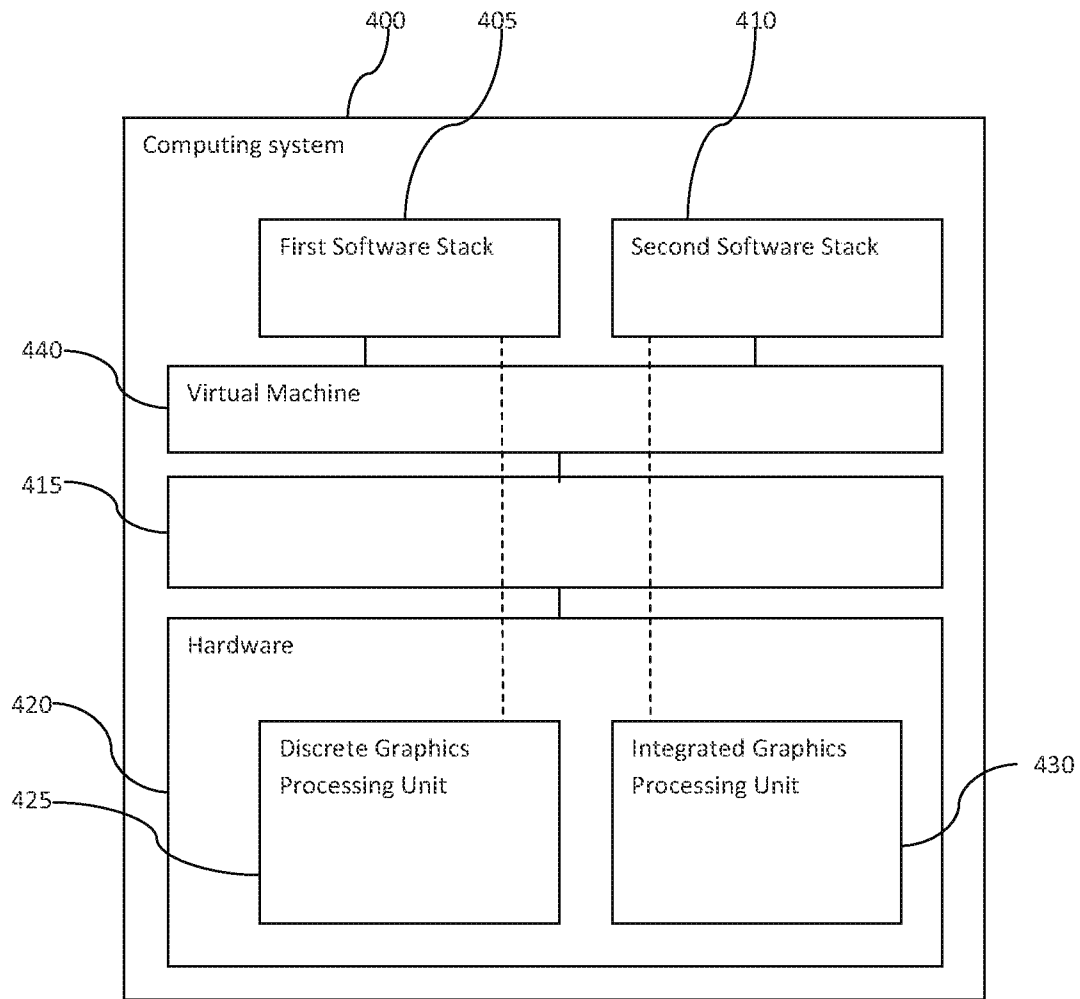 400
405
410
Computing system
First Software Stack
Second Software Stack
440
Virtual Machine
415
Hardware
420
Discrete Graphics
Processing Unit
Integrated Graphics
Processing Unit
430
425